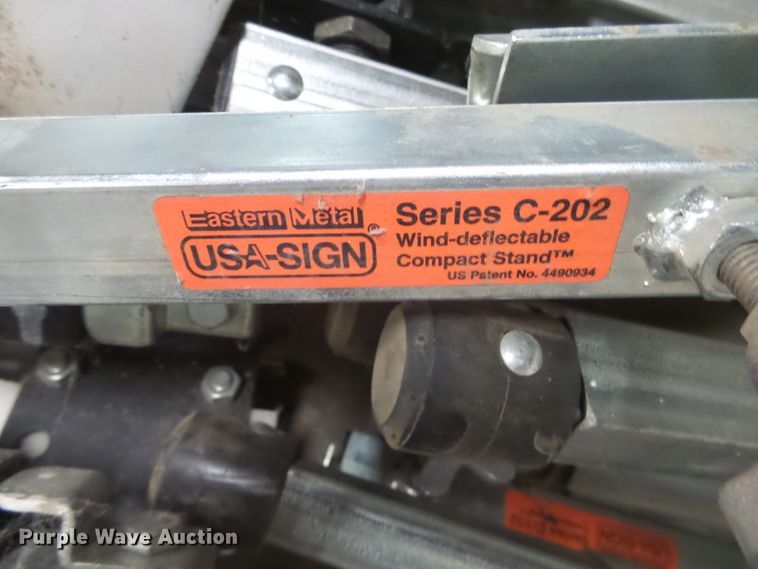 Eastern Metal
USA-SIGN
®
Series C-202
Wind-deflectable
Compact Stand™
US Patent No. 4490934
Purple Wave Auction